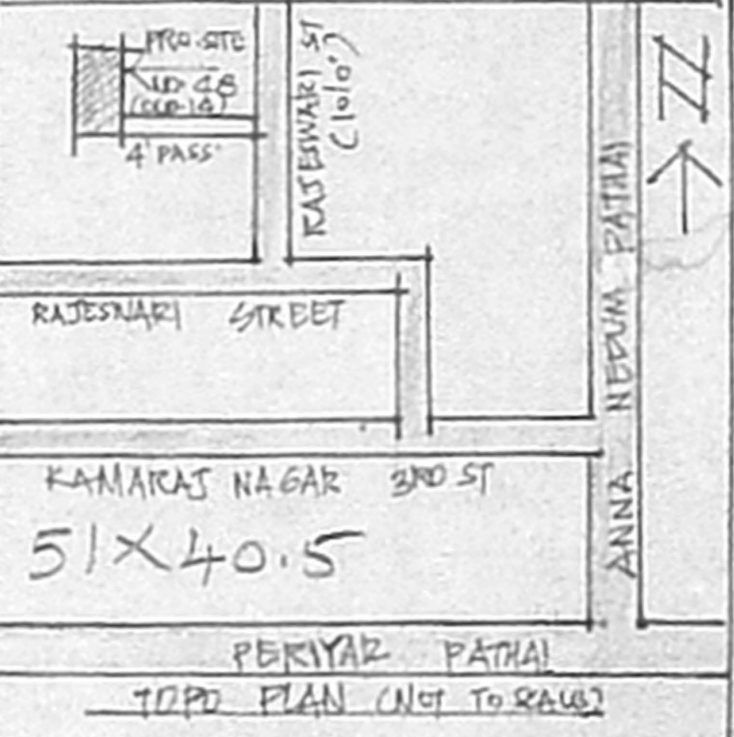 PRO.SITE
ND-48
(OLD-14)
4' PASS
RAJESWARI ST
(10'0")
RAJESWARI STREET
KAMARAJ NAGAR 3RD ST
51X40.5
ANNA NEDUM PATHAI
N
PERIYAR PATHAI
TOPO PLAN (NOT TO SCALE)